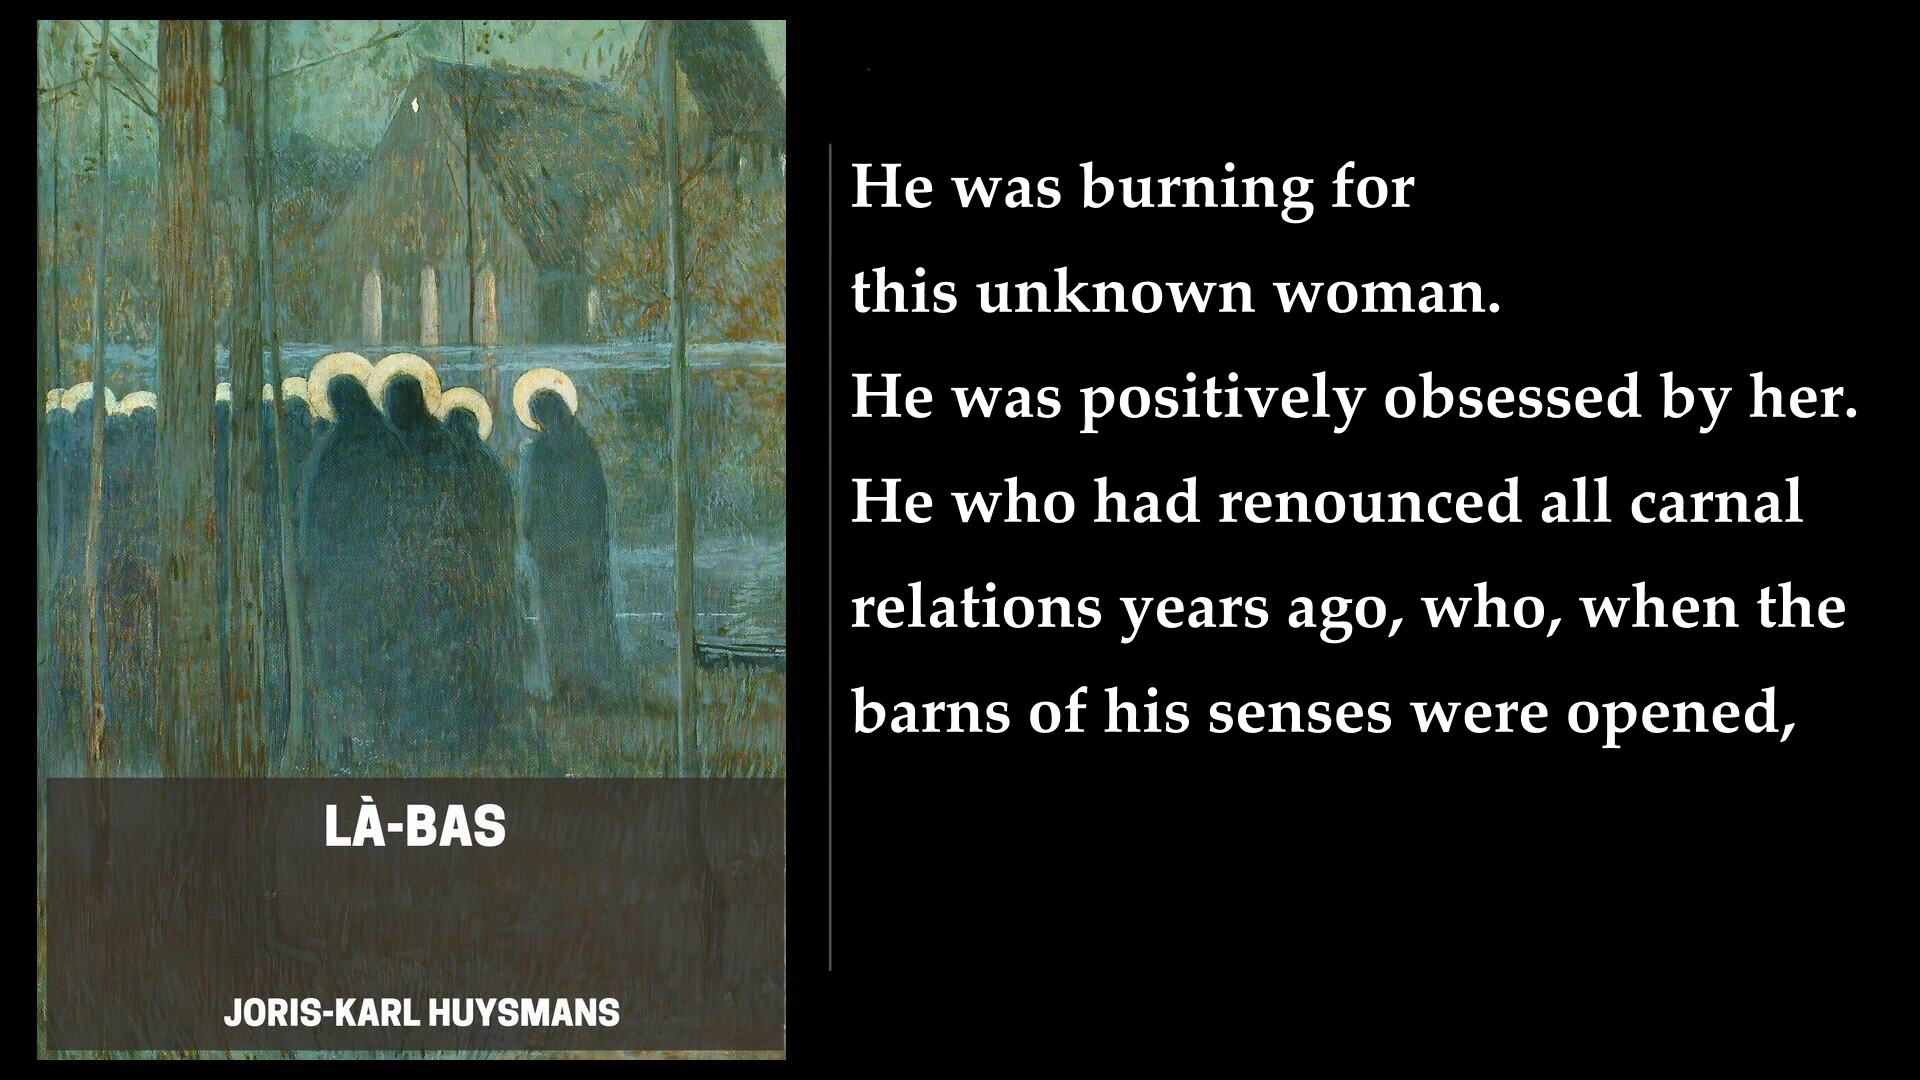 LÀ-BAS
JORIS-KARL HUYSMANS
He was burning for
this unknown woman.
He was positively obsessed by her.
He who had renounced all carnal
relations years ago, who, when the
barns of his senses were opened,